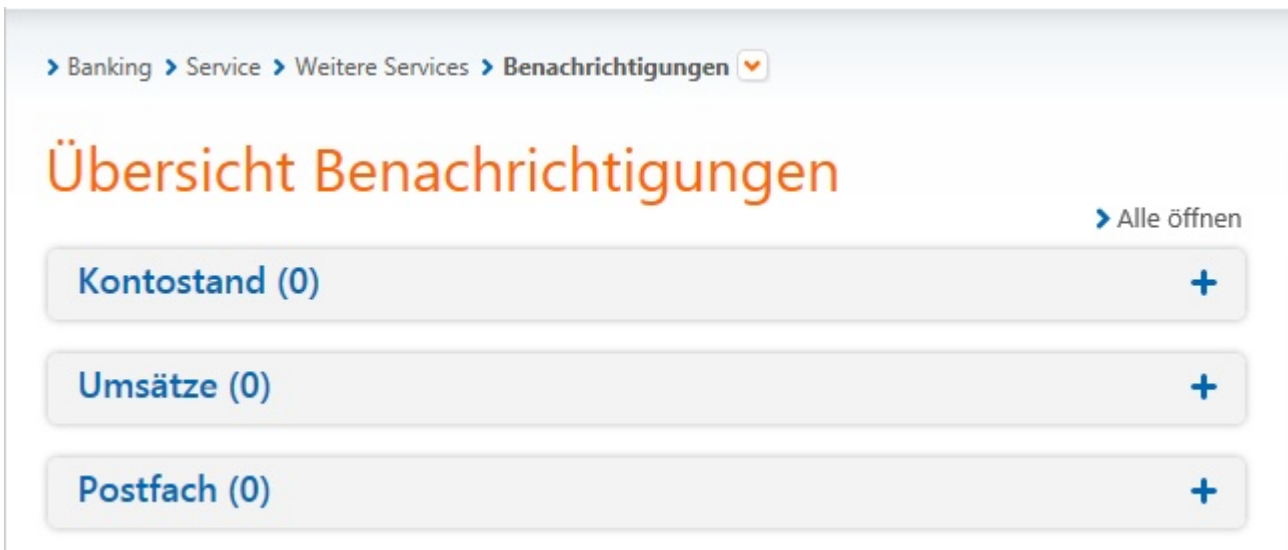 Banking Service Weitere Services Benachrichtigungen
Übersicht Benachrichtigungen
Alle öffnen
Kontostand (0)
Umsätze (0)
Postfach (0)